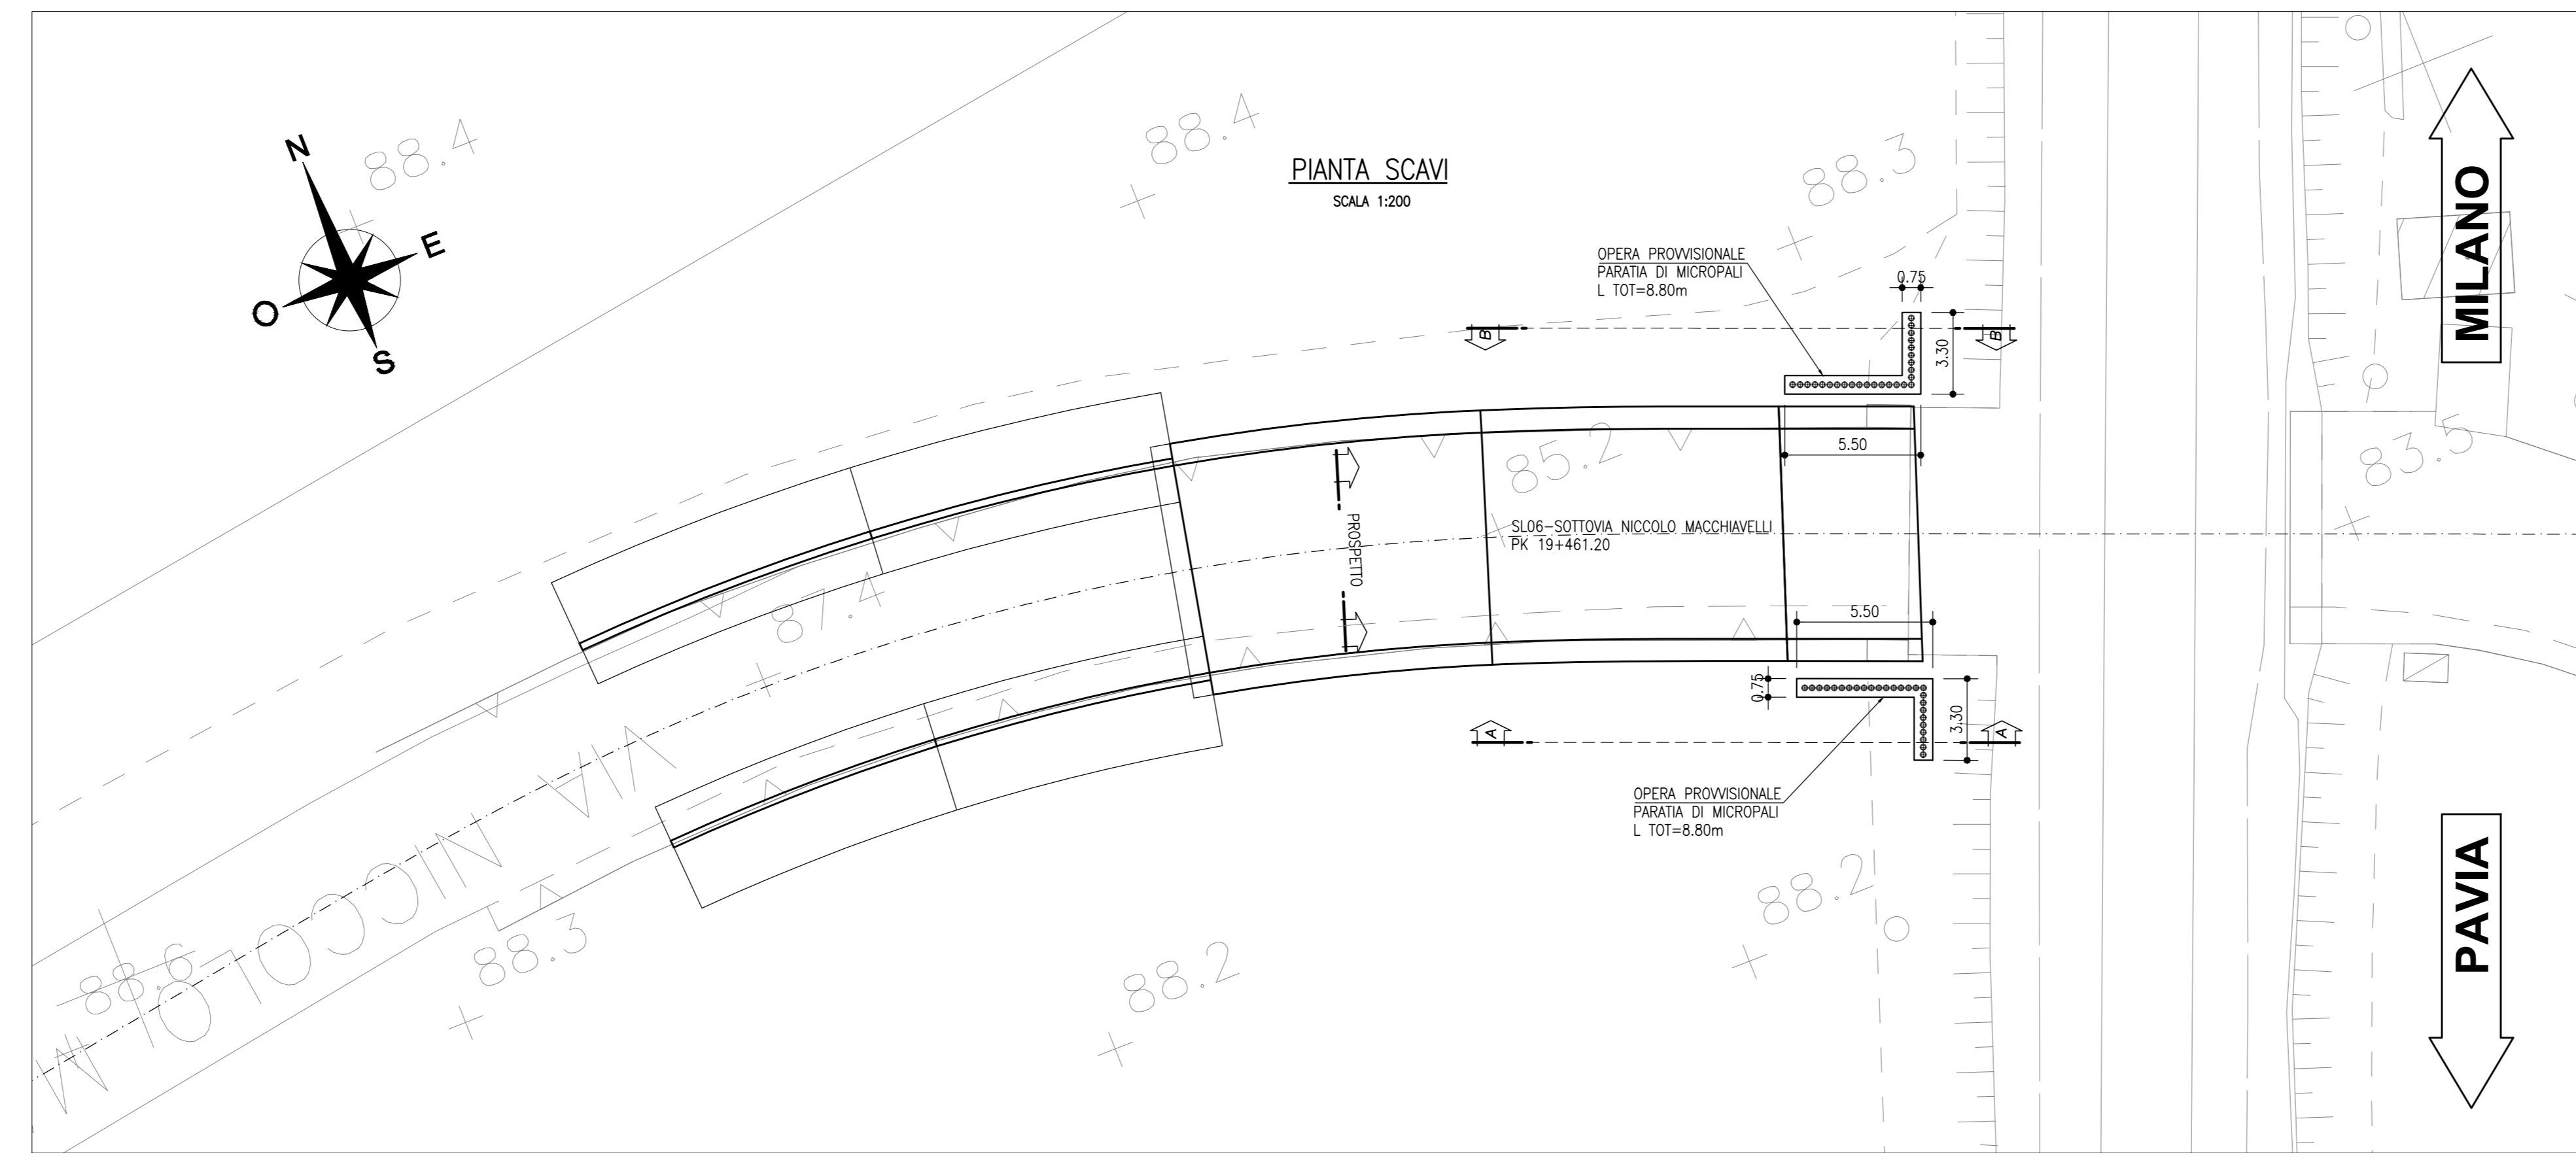 N
E
O
S
88.4
88.4
PIANTA SCAVI
SCALA 1:200
88.3
OPERA PROVVISIONALE
PARATIA DI MICROPALI
L TOT=8.80m
0.75
B
B
3.30
MILANO
5.50
85.2
83.5
PROSPETTO
SL06-SOTTOVIA NICCOLO MACCHIAVELLI
PK 19+461.20
87.4
5.50
0.75
3.30
A
A
OPERA PROVVISIONALE
PARATIA DI MICROPALI
L TOT=8.80m
PAVIA
VIA NICCOLO' M
88.6
88.3
88.2
88.2